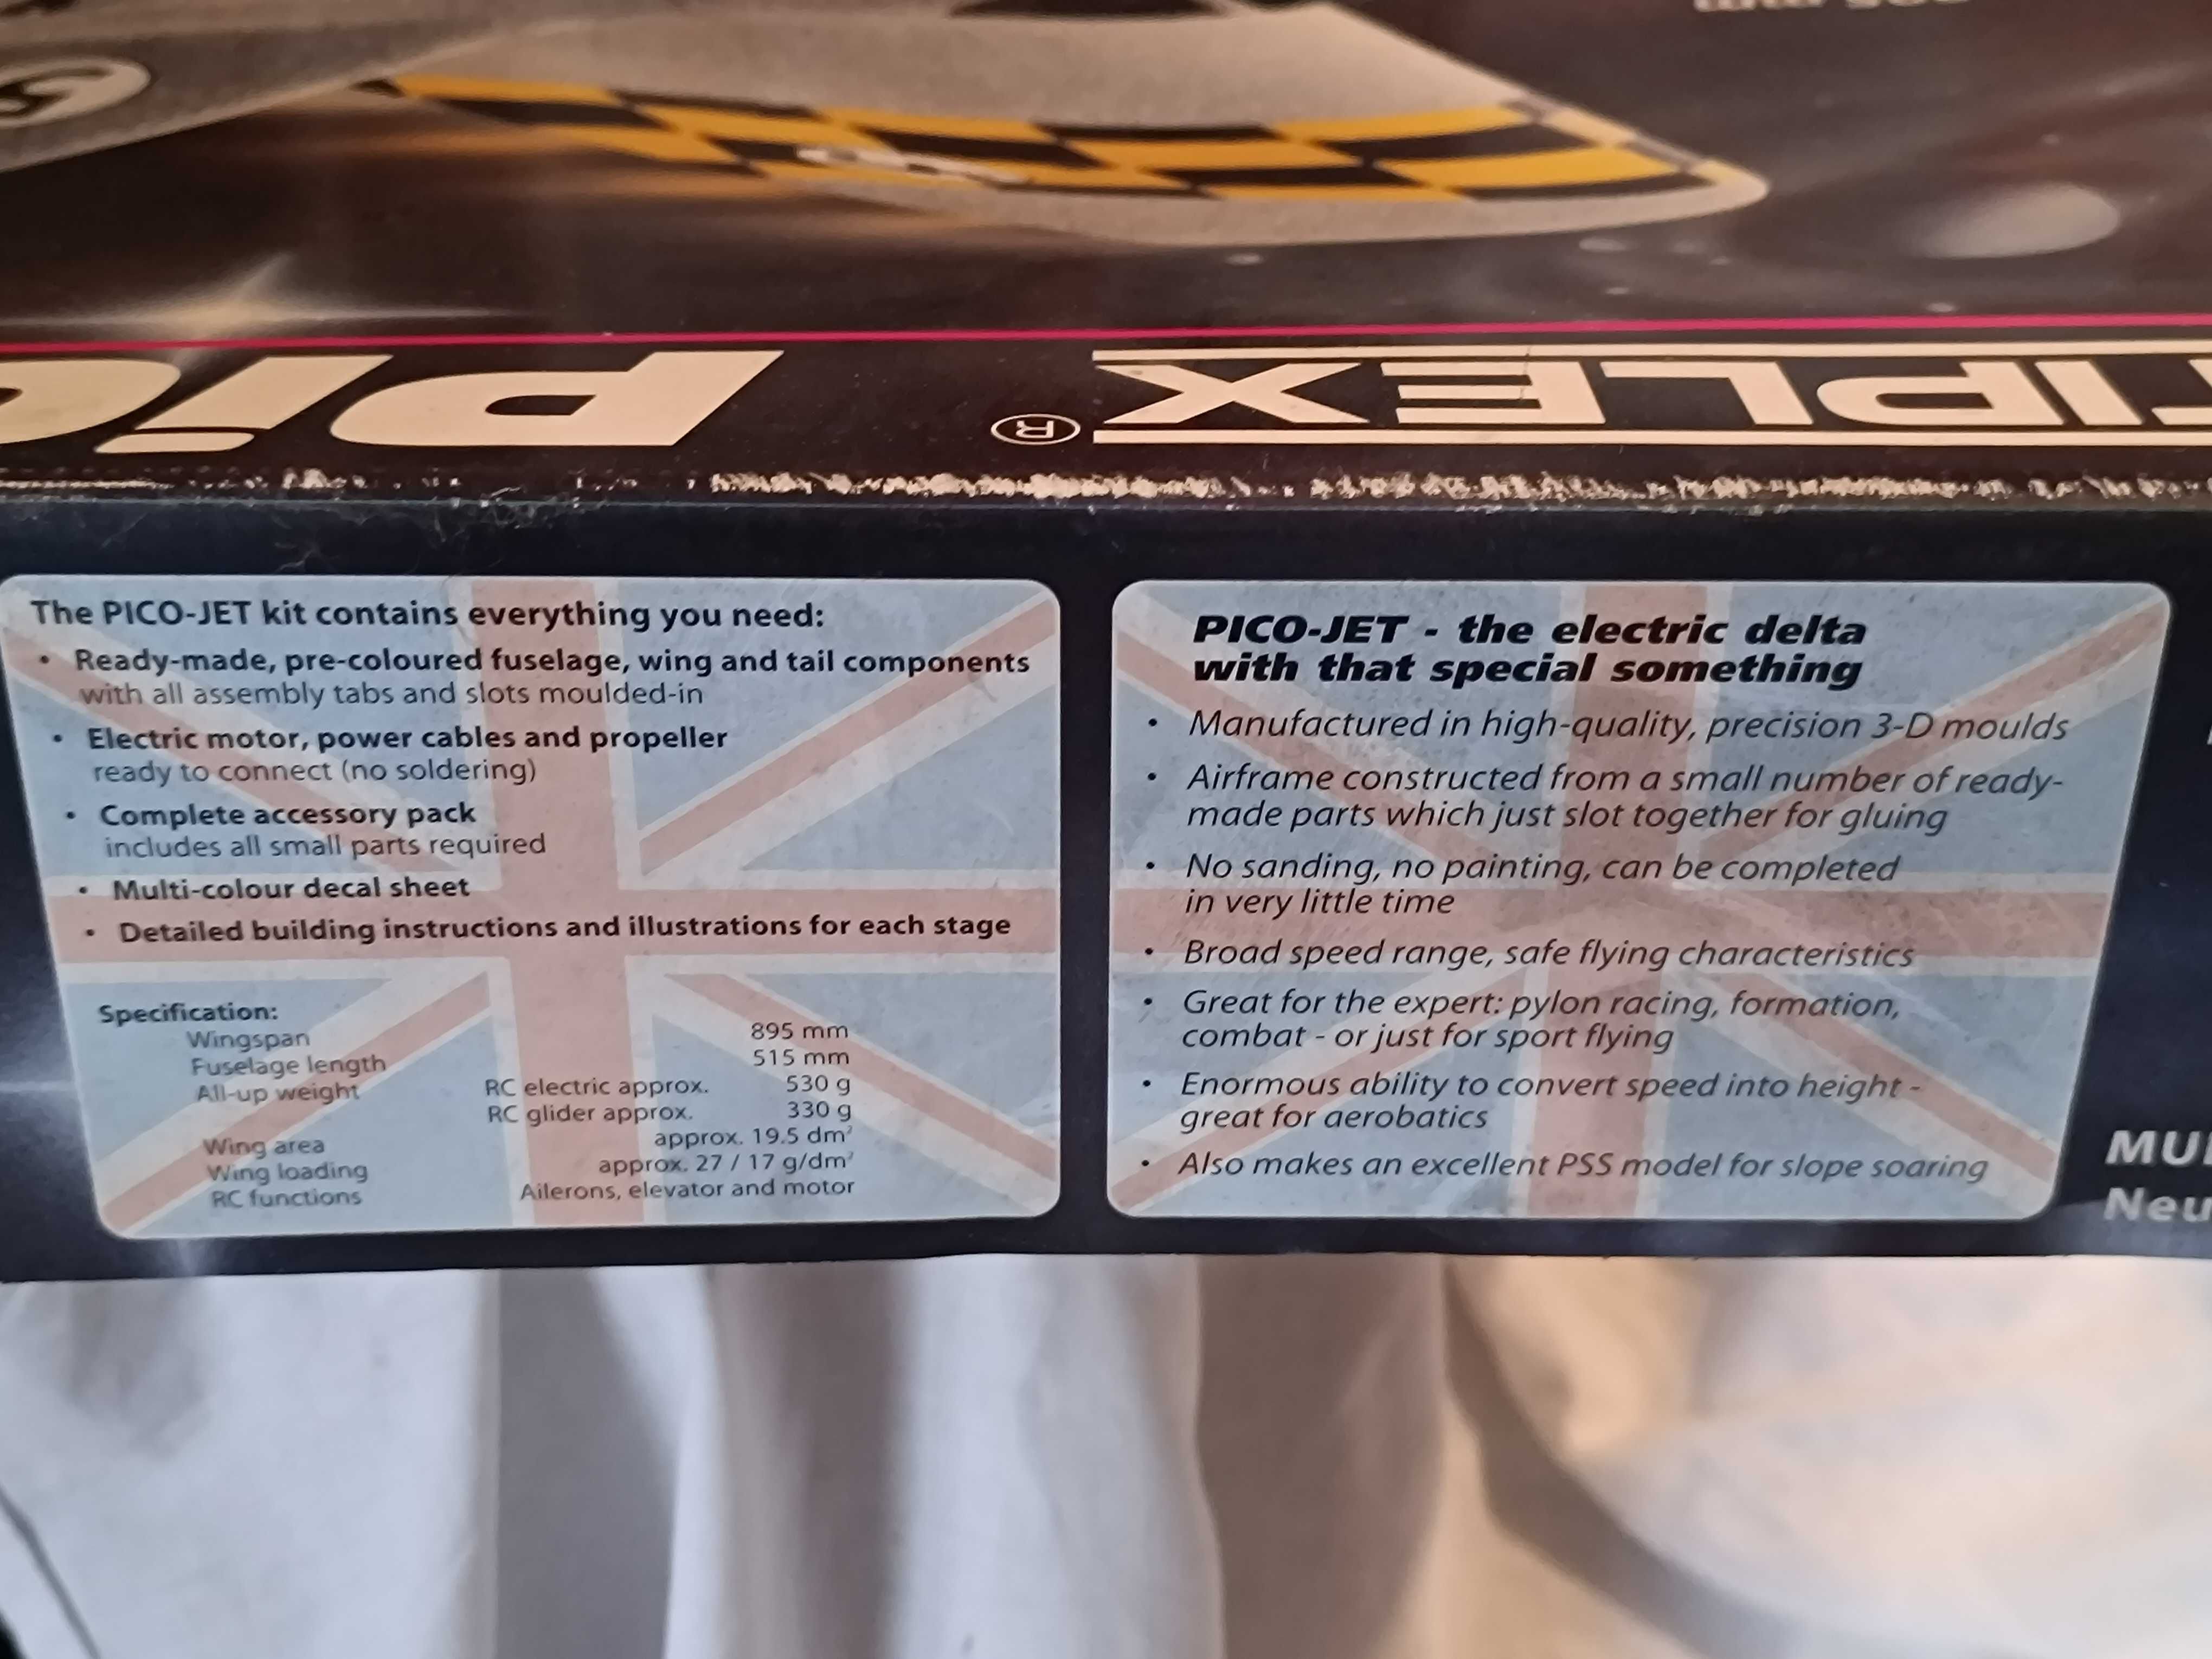 TIPLEX ® Pic
The PICO-JET kit contains everything you need:
• Ready-made, pre-coloured fuselage, wing and tail components
with all assembly tabs and slots moulded-in
• Electric motor, power cables and propeller
ready to connect (no soldering)
• Complete accessory pack
includes all small parts required
• Multi-colour decal sheet
• Detailed building instructions and illustrations for each stage
Specification:
Wingspan 895 mm
Fuselage length 515 mm
All-up weight RC electric approx. 530 g
RC glider approx. 330 g
Wing area approx. 19.5 dm²
Wing loading approx. 27 / 17 g/dm²
RC functions Ailerons, elevator and motor
PICO-JET - the electric delta
with that special something
• Manufactured in high-quality, precision 3-D moulds
• Airframe constructed from a small number of ready-
made parts which just slot together for gluing
• No sanding, no painting, can be completed
in very little time
• Broad speed range, safe flying characteristics
• Great for the expert: pylon racing, formation,
combat - or just for sport flying
• Enormous ability to convert speed into height -
great for aerobatics
• Also makes an excellent PSS model for slope soaring
MUL
Neu